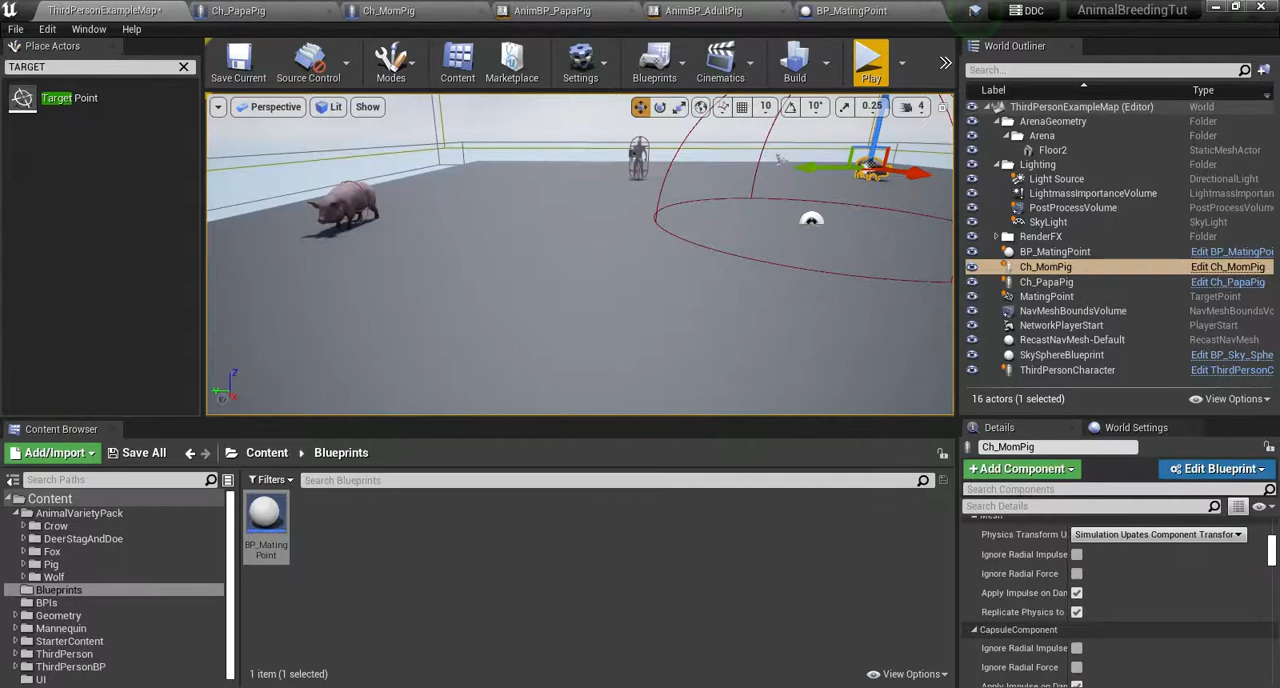 ThirdPersonExampleMap*
Ch_PapaPig
Ch_MomPig
AnimBP_PapaPig
AnimBP_AdultPig
BP_MatingPoint
DDC
AnimalBreedingTut
File Edit Window Help
Place Actors
TARGET
Target Point
Save Current
Source Control
Modes
Content
Marketplace
Settings
Blueprints
Cinematics
Build
Play
Perspective
Lit
Show
10
10°
0.25
4
World Outliner
Search...
Label Type
ThirdPersonExampleMap (Editor) World
ArenaGeometry Folder
Arena Folder
Floor2 StaticMeshActor
Lighting Folder
Light Source DirectionalLight
LightmassImportanceVolume LightmassImporta
PostProcessVolume PostProcessVolum
SkyLight SkyLight
RenderFX Folder
BP_MatingPoint Edit BP_MatingPoi
Ch_MomPig Edit Ch_MomPig
Ch_PapaPig Edit Ch_PapaPig
MatingPoint TargetPoint
NavMeshBoundsVolume NavMeshBoundsVo
NetworkPlayerStart PlayerStart
RecastNavMesh-Default RecastNavMesh
SkySphereBlueprint Edit BP_Sky_Sphe
ThirdPersonCharacter Edit ThirdPersonC
16 actors (1 selected)
View Options
Z
Content Browser
Add/Import
Save All
Content
Blueprints
Search Paths
Filters
Search Blueprints
Content
AnimalVarietyPack
Crow
DeerStagAndDoe
Fox
Pig
Wolf
Blueprints
BPIs
Geometry
Mannequin
StarterContent
ThirdPerson
ThirdPersonBP
UI
BP_Mating
Point
1 item (1 selected)
View Options
Details
World Settings
Ch_MomPig
+Add Component
Edit Blueprint
Search Components
Search Details
Mesh
Physics Transform U
Simulation Upates Component Transfor
Ignore Radial Impulse
Ignore Radial Force
Apply Impulse on Dan
Replicate Physics to
CapsuleComponent
Ignore Radial Impulse
Ignore Radial Force
Apply Impulse on Dan